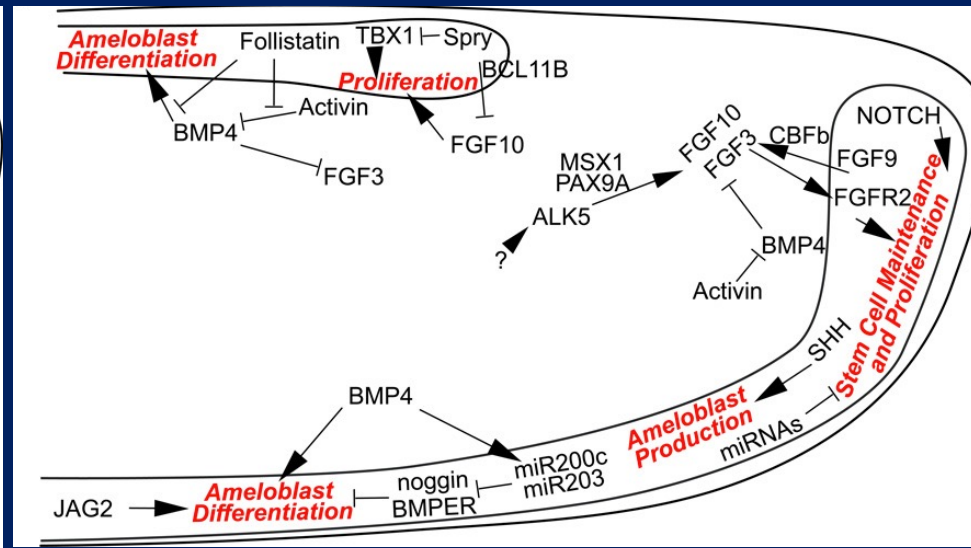 Ameloblast
Differentiation
Follistatin
TBX1
Spry
Proliferation
BCL11B
BMP4
Activin
FGF3
FGF10
MSX1
PAX9A
ALK5
?
FGF10
FGF3
CBFb
NOTCH
FGF9
FGFR2
BMP4
Activin
Stem Cell Maintenance
and Proliferation
SHH
Ameloblast
Production
miRNAs
BMP4
miR200c
miR203
noggin
BMPER
JAG2
Ameloblast
Differentiation